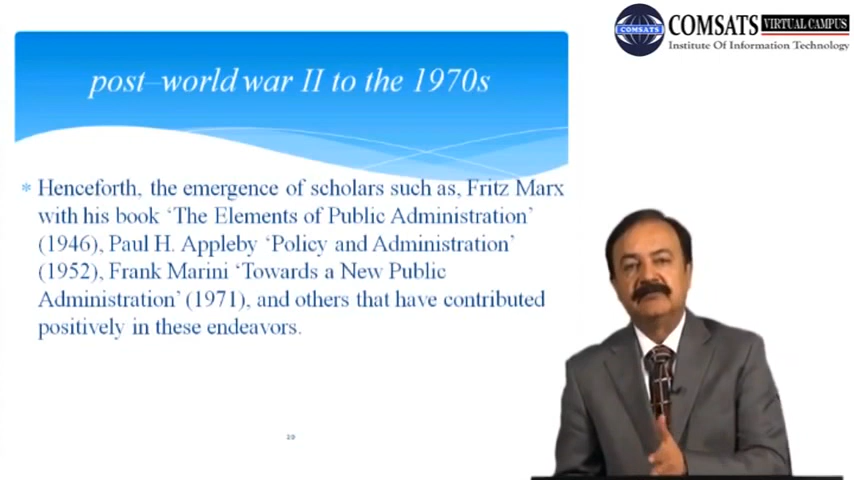 COMSATS VIRTUAL CAMPUS
Institute Of Information Technology
COMSATS
post–world war II to the 1970s
* Henceforth, the emergence of scholars such as, Fritz Marx
with his book ‘The Elements of Public Administration’
(1946), Paul H. Appleby ‘Policy and Administration’
(1952), Frank Marini ‘Towards a New Public
Administration’ (1971), and others that have contributed
positively in these endeavors.